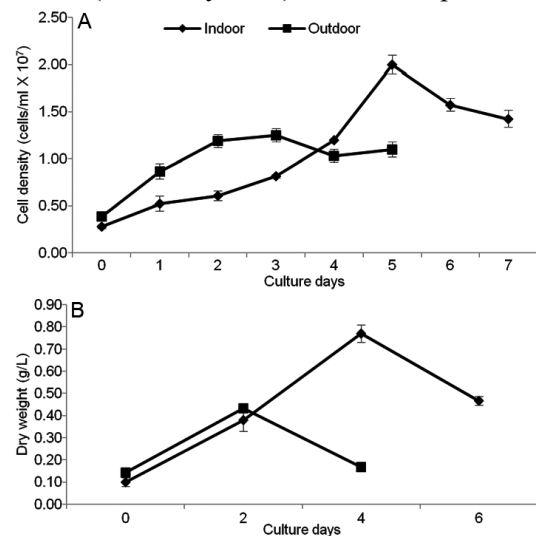 A
Indoor Outdoor
Cell density (cells/ml X 10⁷)
2.50
2.00
1.50
1.00
0.50
0.00
0 1 2 3 4 5 6 7
Culture days
B
Dry weight (g/L)
0.90
0.80
0.70
0.60
0.50
0.40
0.30
0.20
0.10
0.00
0 2 4 6
Culture days